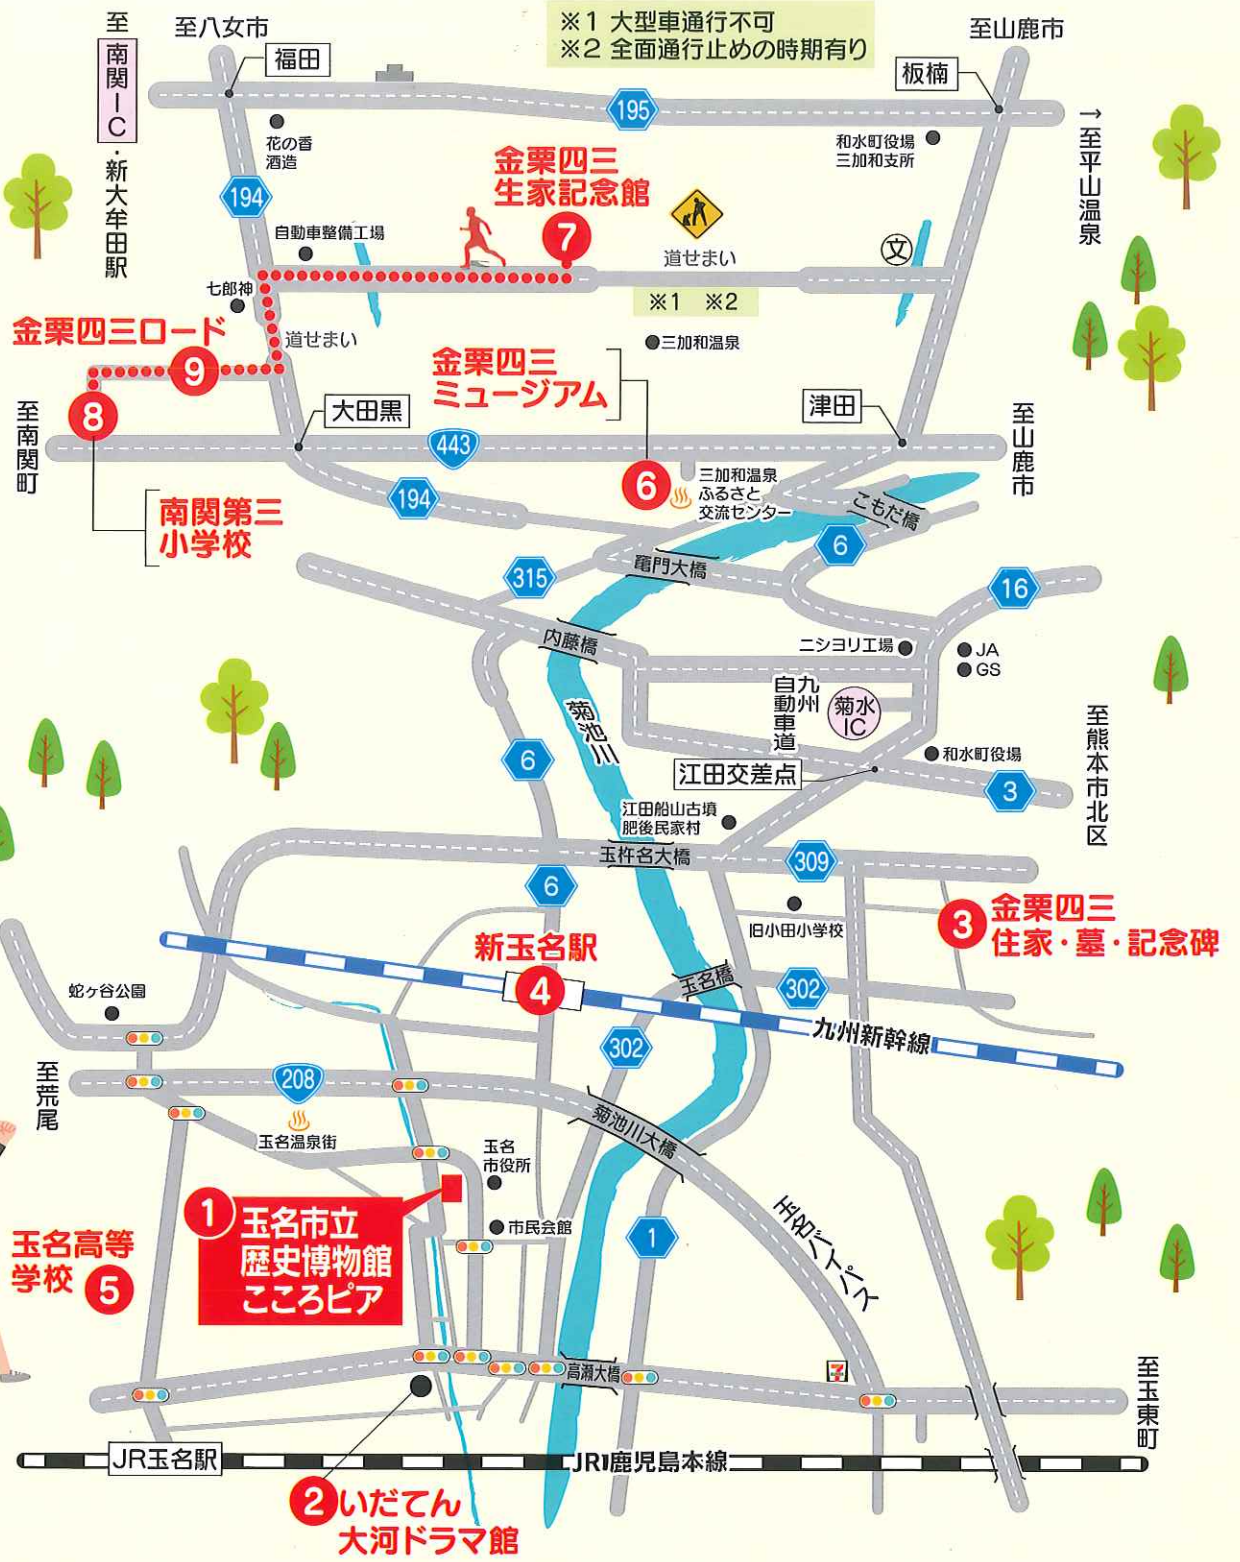 ※1 大型車通行不可
※2 全面通行止めの時期有り
至
南関IC
・新大牟田駅
至八女市
福田
至山鹿市
板楠
195
→至平山温泉
花の香
酒造
和水町役場
三加和支所
194
金栗四三
生家記念館
7
自動車整備工場
道せまい
文
七郎神
※1 ※2
金栗四三ロード
道せまい
三加和温泉
9
金栗四三
ミュージアム
8
至南関町
大田黒
津田
至山鹿市
443
6
三加和温泉
ふるさと
交流センター
194
こもだ橋
南関第三
小学校
6
竈門大橋
315
16
内藤橋
ニシヨリ工場
JA
GS
九州
自動車道
菊水
IC
菊池川
至熊本市北区
6
和水町役場
江田交差点
3
江田船山古墳
肥後民家村
玉杵名大橋
309
6
旧小田小学校
3
金栗四三
住家・墓・記念碑
新玉名駅
4
玉名橋
302
蛇ヶ谷公園
九州新幹線
302
至荒尾
208
玉名温泉街
菊池川大橋
玉名
市役所
1
玉名市立
歴史博物館
こころピア
市民会館
1
玉名バイパス
玉名高等
学校
5
高瀬大橋
7
至玉東町
JR玉名駅
JR鹿児島本線
2
いだてん
大河ドラマ館